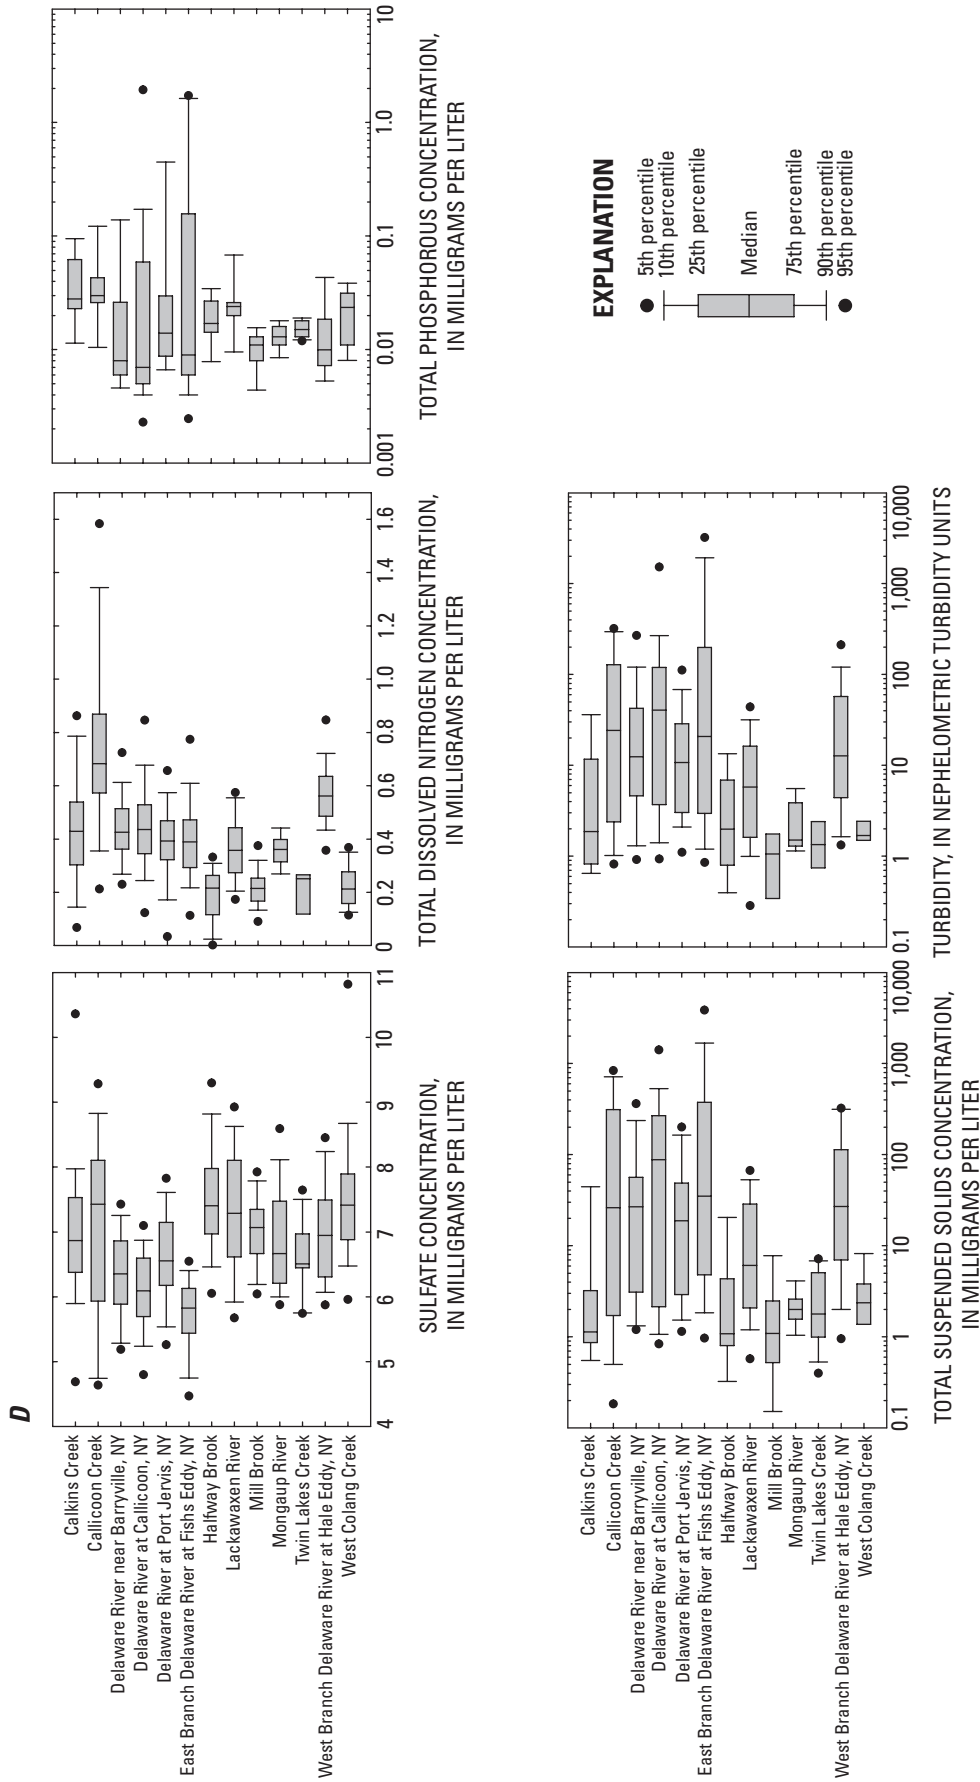 D
Calkins Creek
Callicoon Creek
Delaware River near Barryville, NY
Delaware River at Callicoon, NY
Delaware River at Port Jervis, NY
East Branch Delaware River at Fishs Eddy, NY
Halfway Brook
Lackawaxen River
Mill Brook
Mongaup River
Twin Lakes Creek
West Branch Delaware River at Hale Eddy, NY
West Colang Creek
4 5 6 7 8 9 10 11
SULFATE CONCENTRATION,
IN MILLIGRAMS PER LITER
0 0.2 0.4 0.6 0.8 1.0 1.2 1.4 1.6
TOTAL DISSOLVED NITROGEN CONCENTRATION,
IN MILLIGRAMS PER LITER
0.001 0.01 0.1 1.0 10
TOTAL PHOSPHOROUS CONCENTRATION,
IN MILLIGRAMS PER LITER
Calkins Creek
Callicoon Creek
Delaware River near Barryville, NY
Delaware River at Callicoon, NY
Delaware River at Port Jervis, NY
East Branch Delaware River at Fishs Eddy, NY
Halfway Brook
Lackawaxen River
Mill Brook
Mongaup River
Twin Lakes Creek
West Branch Delaware River at Hale Eddy, NY
West Colang Creek
0.1 1 10 100 1,000 10,000
TOTAL SUSPENDED SOLIDS CONCENTRATION,
IN MILLIGRAMS PER LITER
0.1 1 10 100 1,000 10,000
TURBIDITY, IN NEPHELOMETRIC TURBIDITY UNITS
EXPLANATION
5th percentile
10th percentile
25th percentile
Median
75th percentile
90th percentile
95th percentile